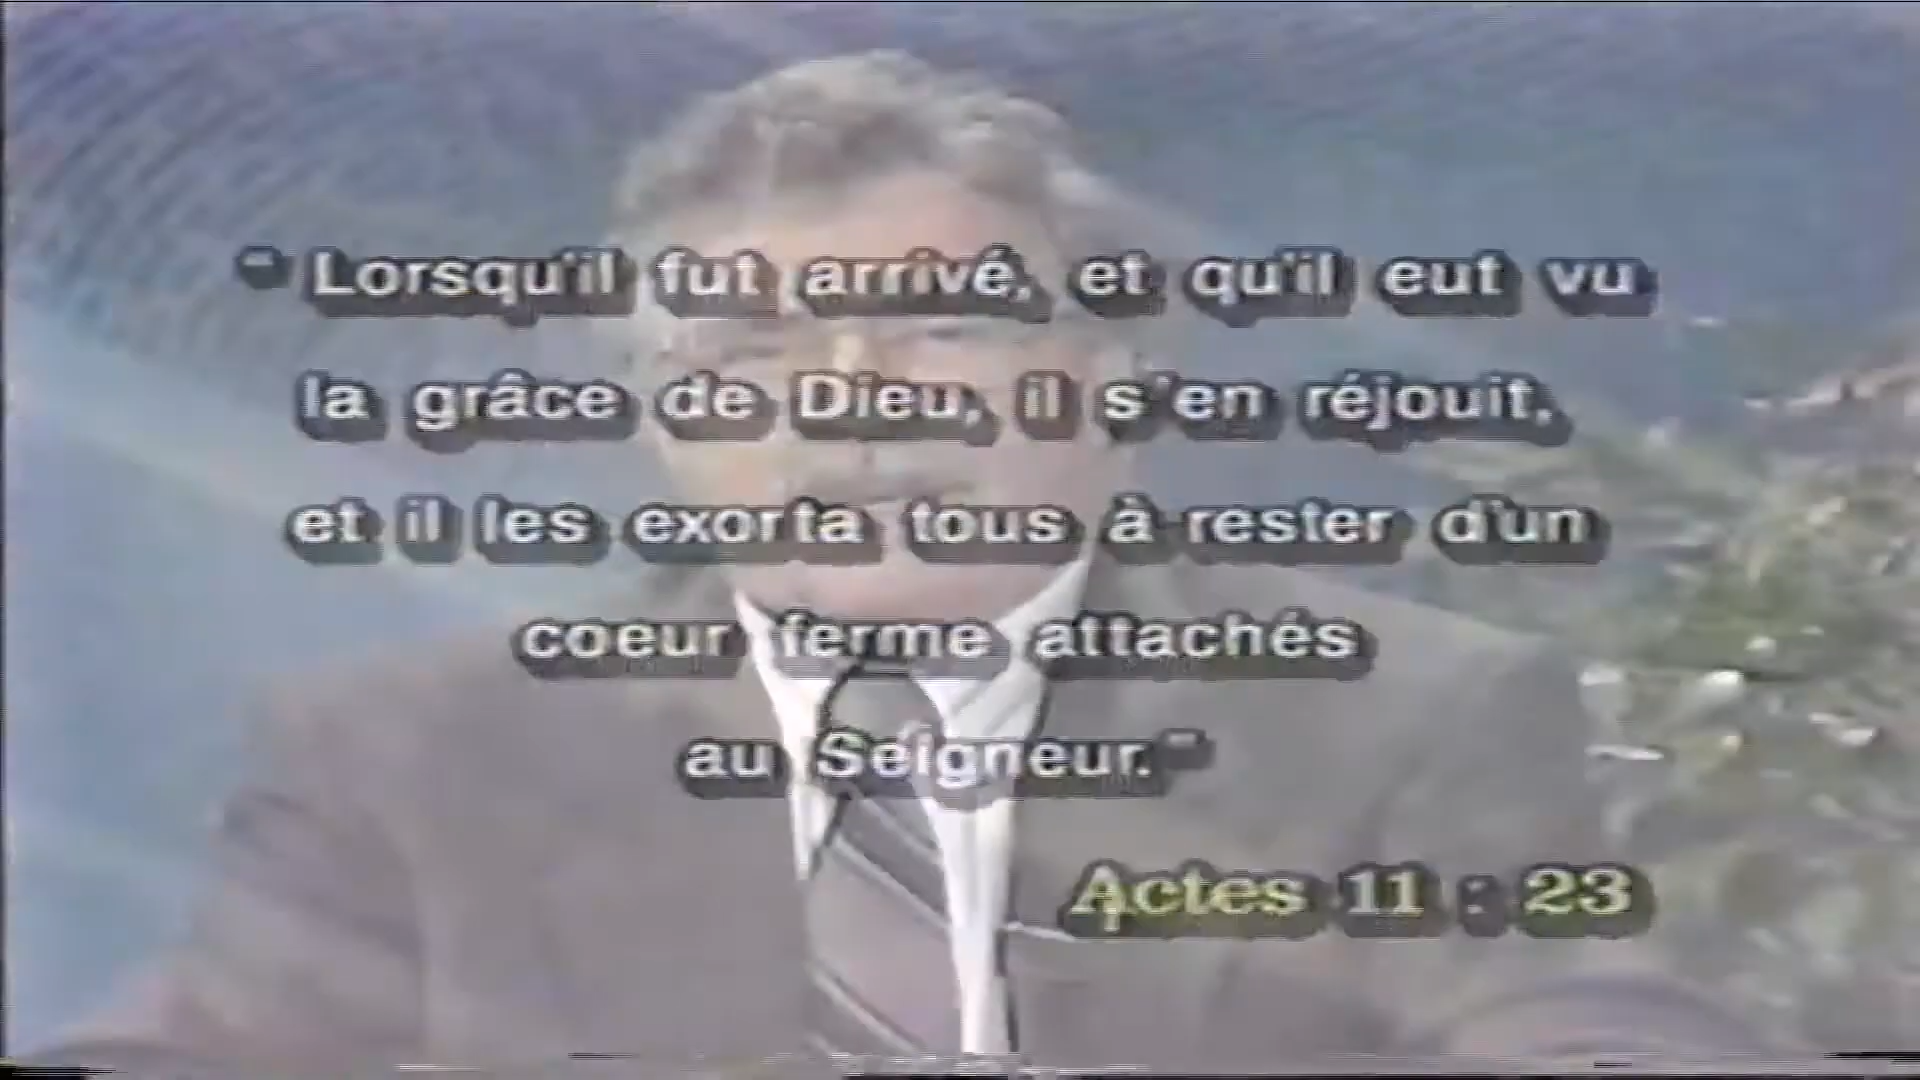 " Lorsqu'il fut arrivé, et qu'il eut vu
la grâce de Dieu, il s'en réjouit,
et il les exorta tous à rester d'un
coeur ferme attachés
au Seigneur. "
Actes 11 : 23